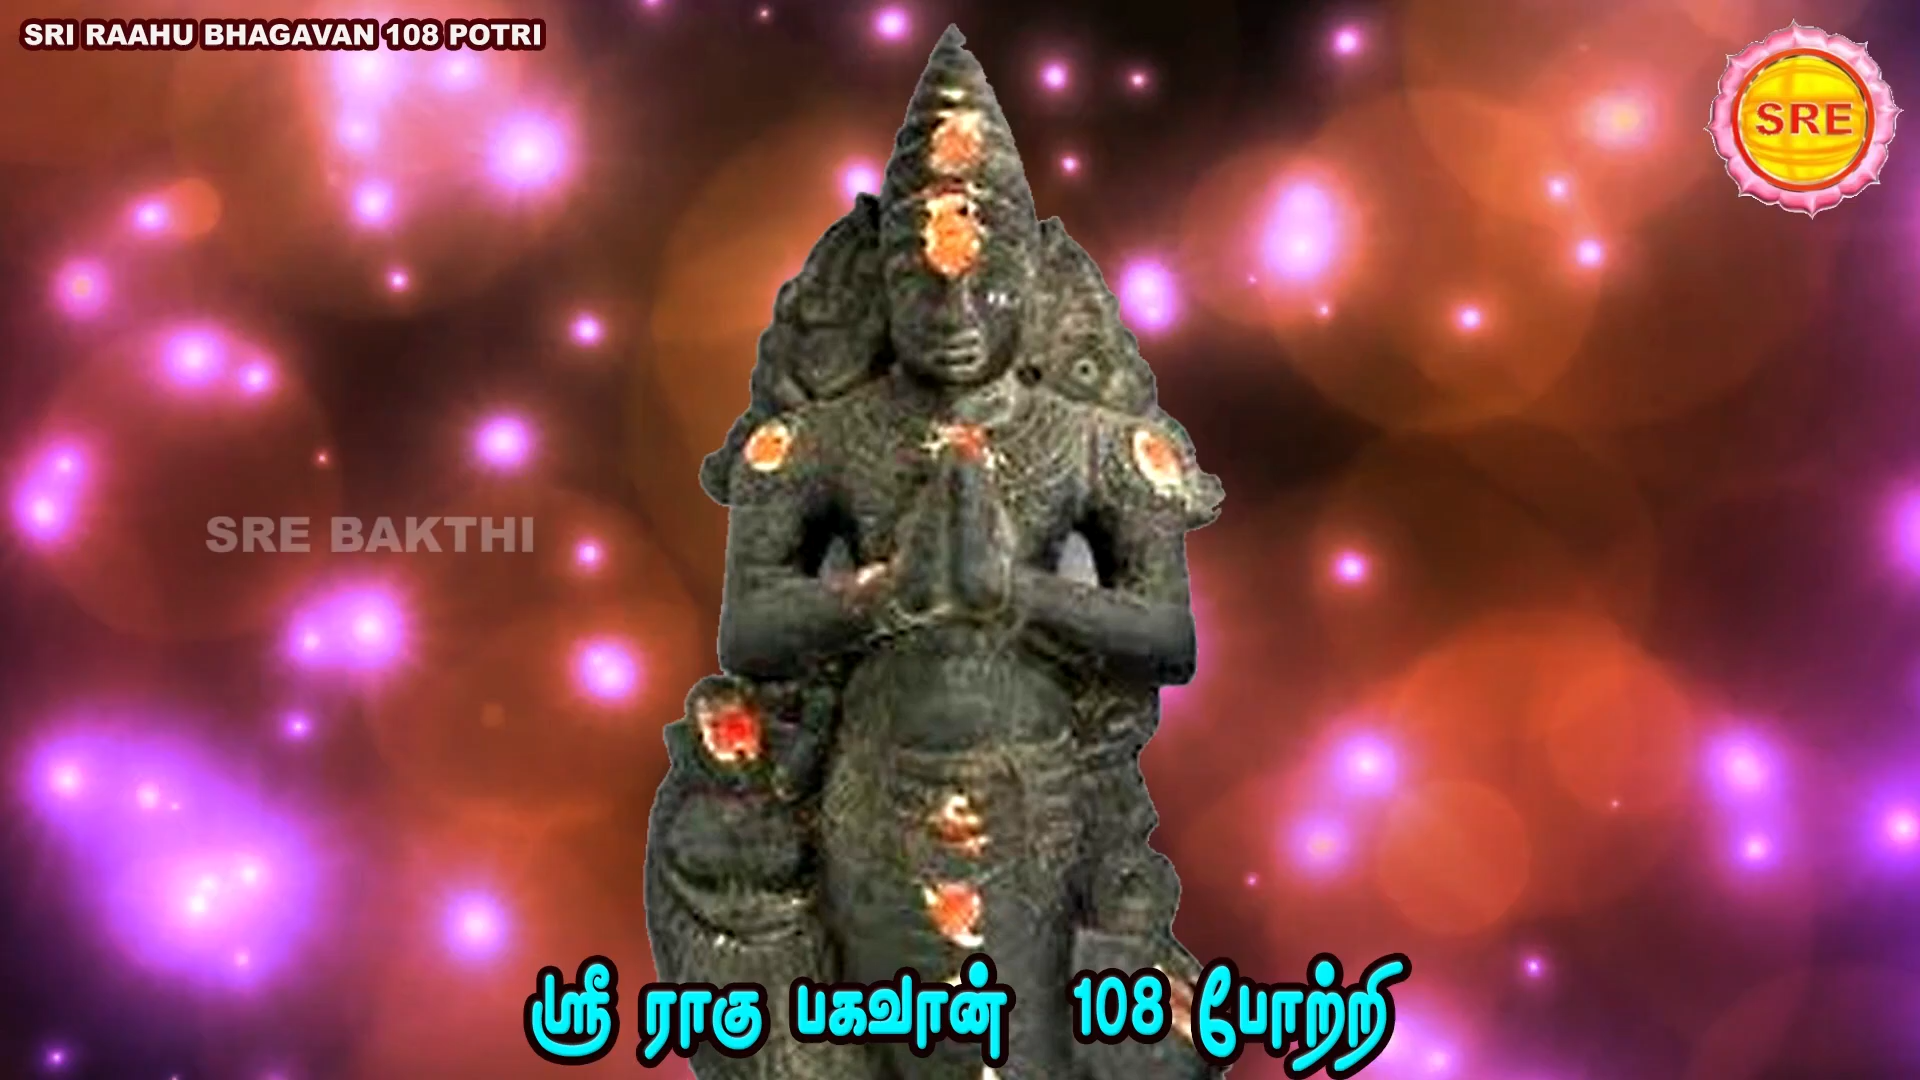 SRI RAAHU BHAGAVAN 108 POTRI
SRE
SRE BAKTHI
ஸ்ரீ ராகு பகவான் 108 போற்றி